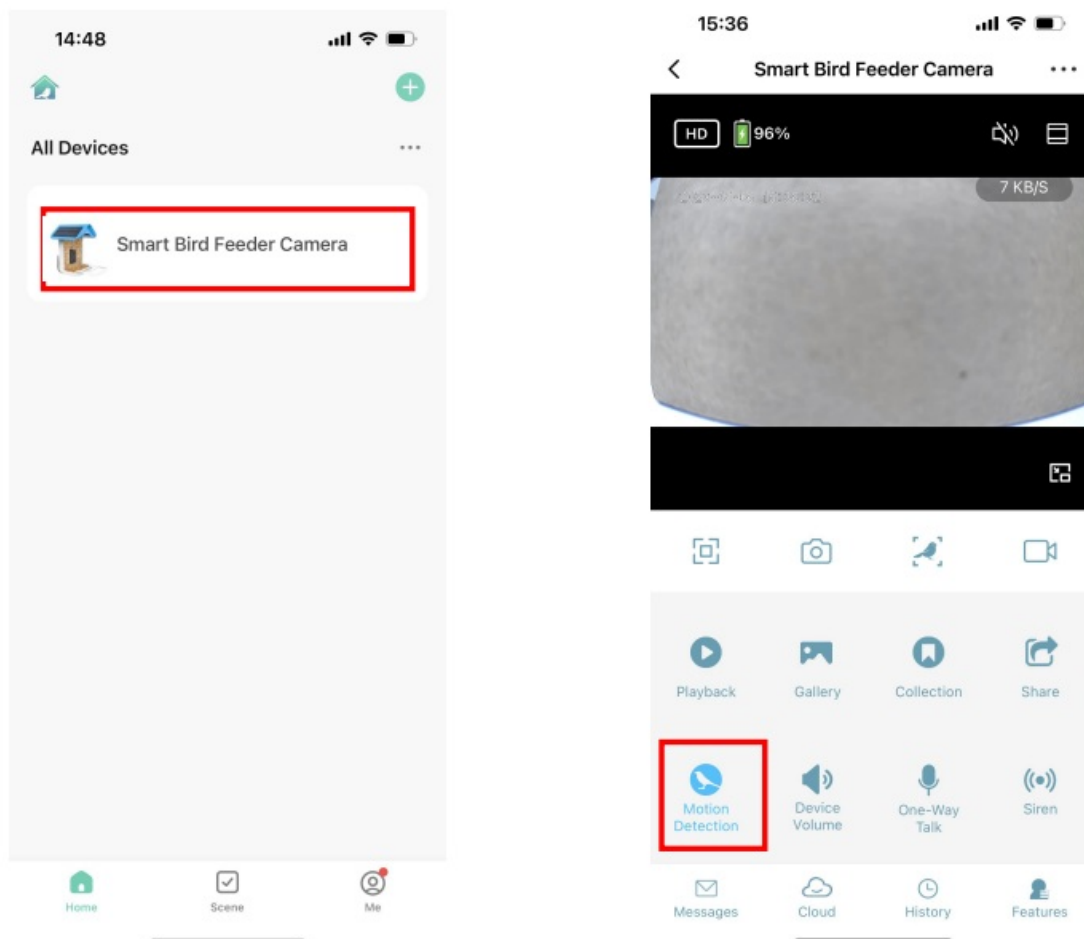 14:48
All Devices
Smart Bird Feeder Camera
Home
Scene
Me
15:36
Smart Bird Feeder Camera
HD
96%
7 KB/S
Playback
Gallery
Collection
Share
Motion
Detection
Device
Volume
One-Way
Talk
Siren
Messages
Cloud
History
Features